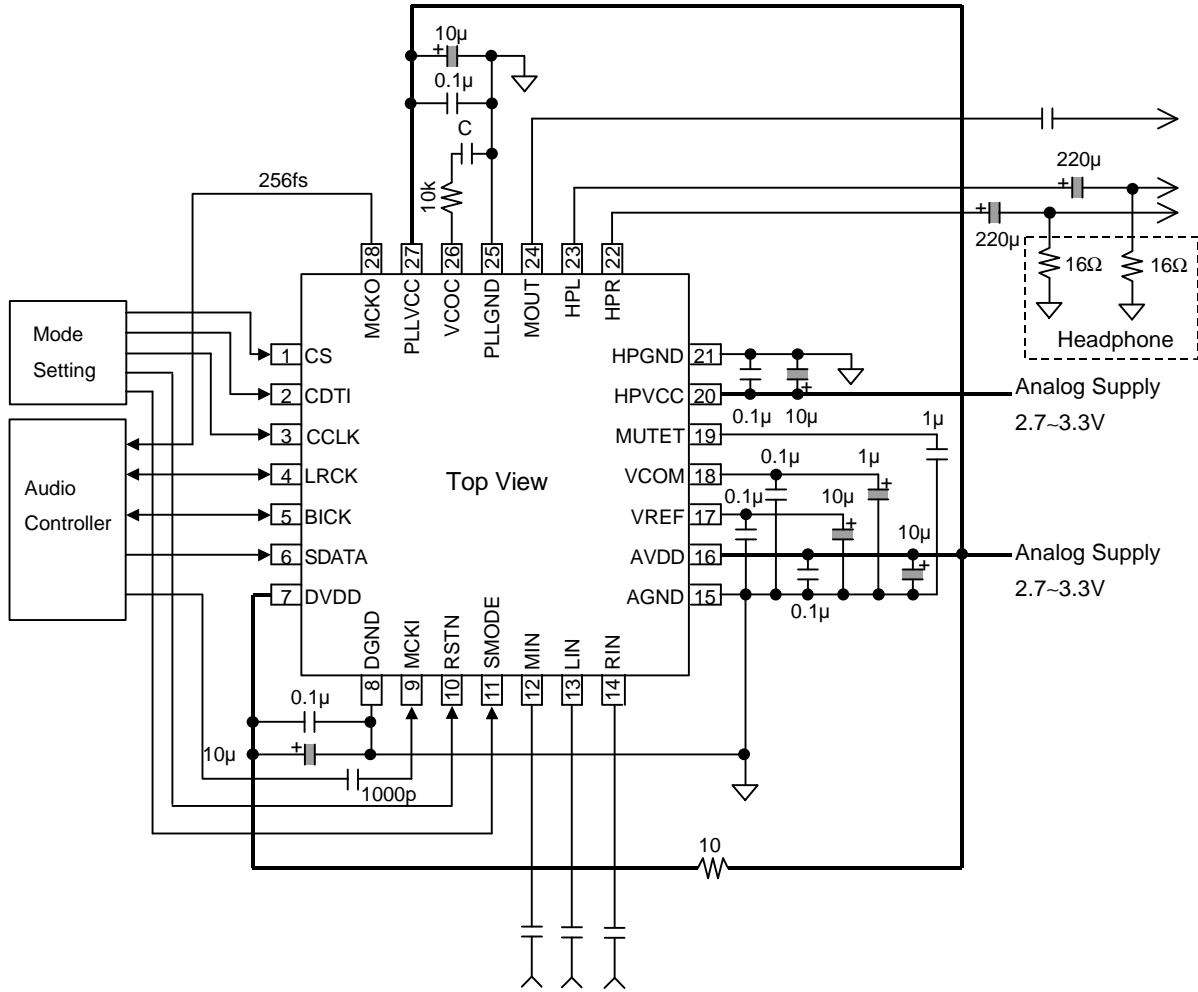 10µ
+
0.1µ
C
10k
256fs
220µ
+
+
220µ
16Ω
16Ω
Headphone
28
27
26
25
24
23
22
MCKO
PLLVCC
VCOC
PLLGND
MOUT
HPL
HPR
Mode
Setting
Audio
Controller
1 CS
2 CDTI
3 CCLK
4 LRCK
5 BICK
6 SDATA
7 DVDD
Top View
HPGND 21
HPVCC 20
MUTET 19
VCOM 18
VREF 17
AVDD 16
AGND 15
+
0.1µ
10µ
Analog Supply
2.7~3.3V
1µ
0.1µ
1µ
+
0.1µ
10µ
+
10µ
+
0.1µ
Analog Supply
2.7~3.3V
DGND
MCKI
RSTN
SMODE
MIN
LIN
RIN
8
9
10
11
12
13
14
0.1µ
10µ
+
1000p
10